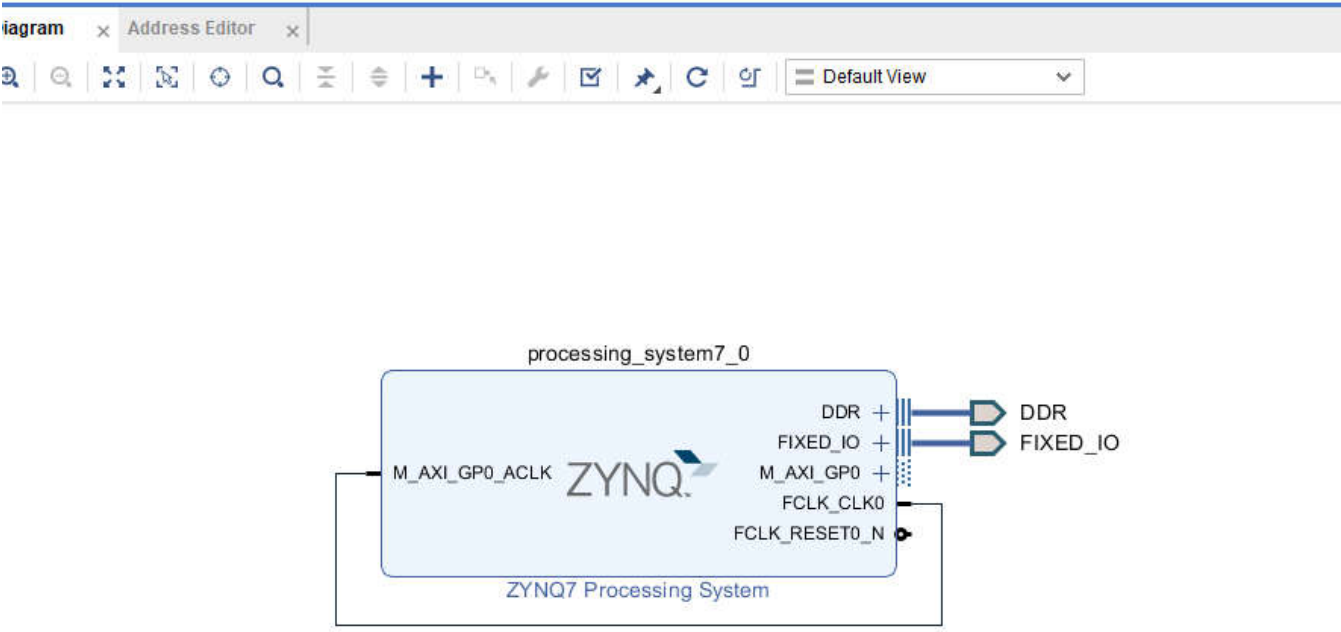 iagram Address Editor
Default View
processing_system7_0
DDR DDR
FIXED_IO FIXED_IO
M_AXI_GP0_ACLK ZYNQ. M_AXI_GP0
FCLK_CLK0
FCLK_RESET0_N
ZYNQ7 Processing System